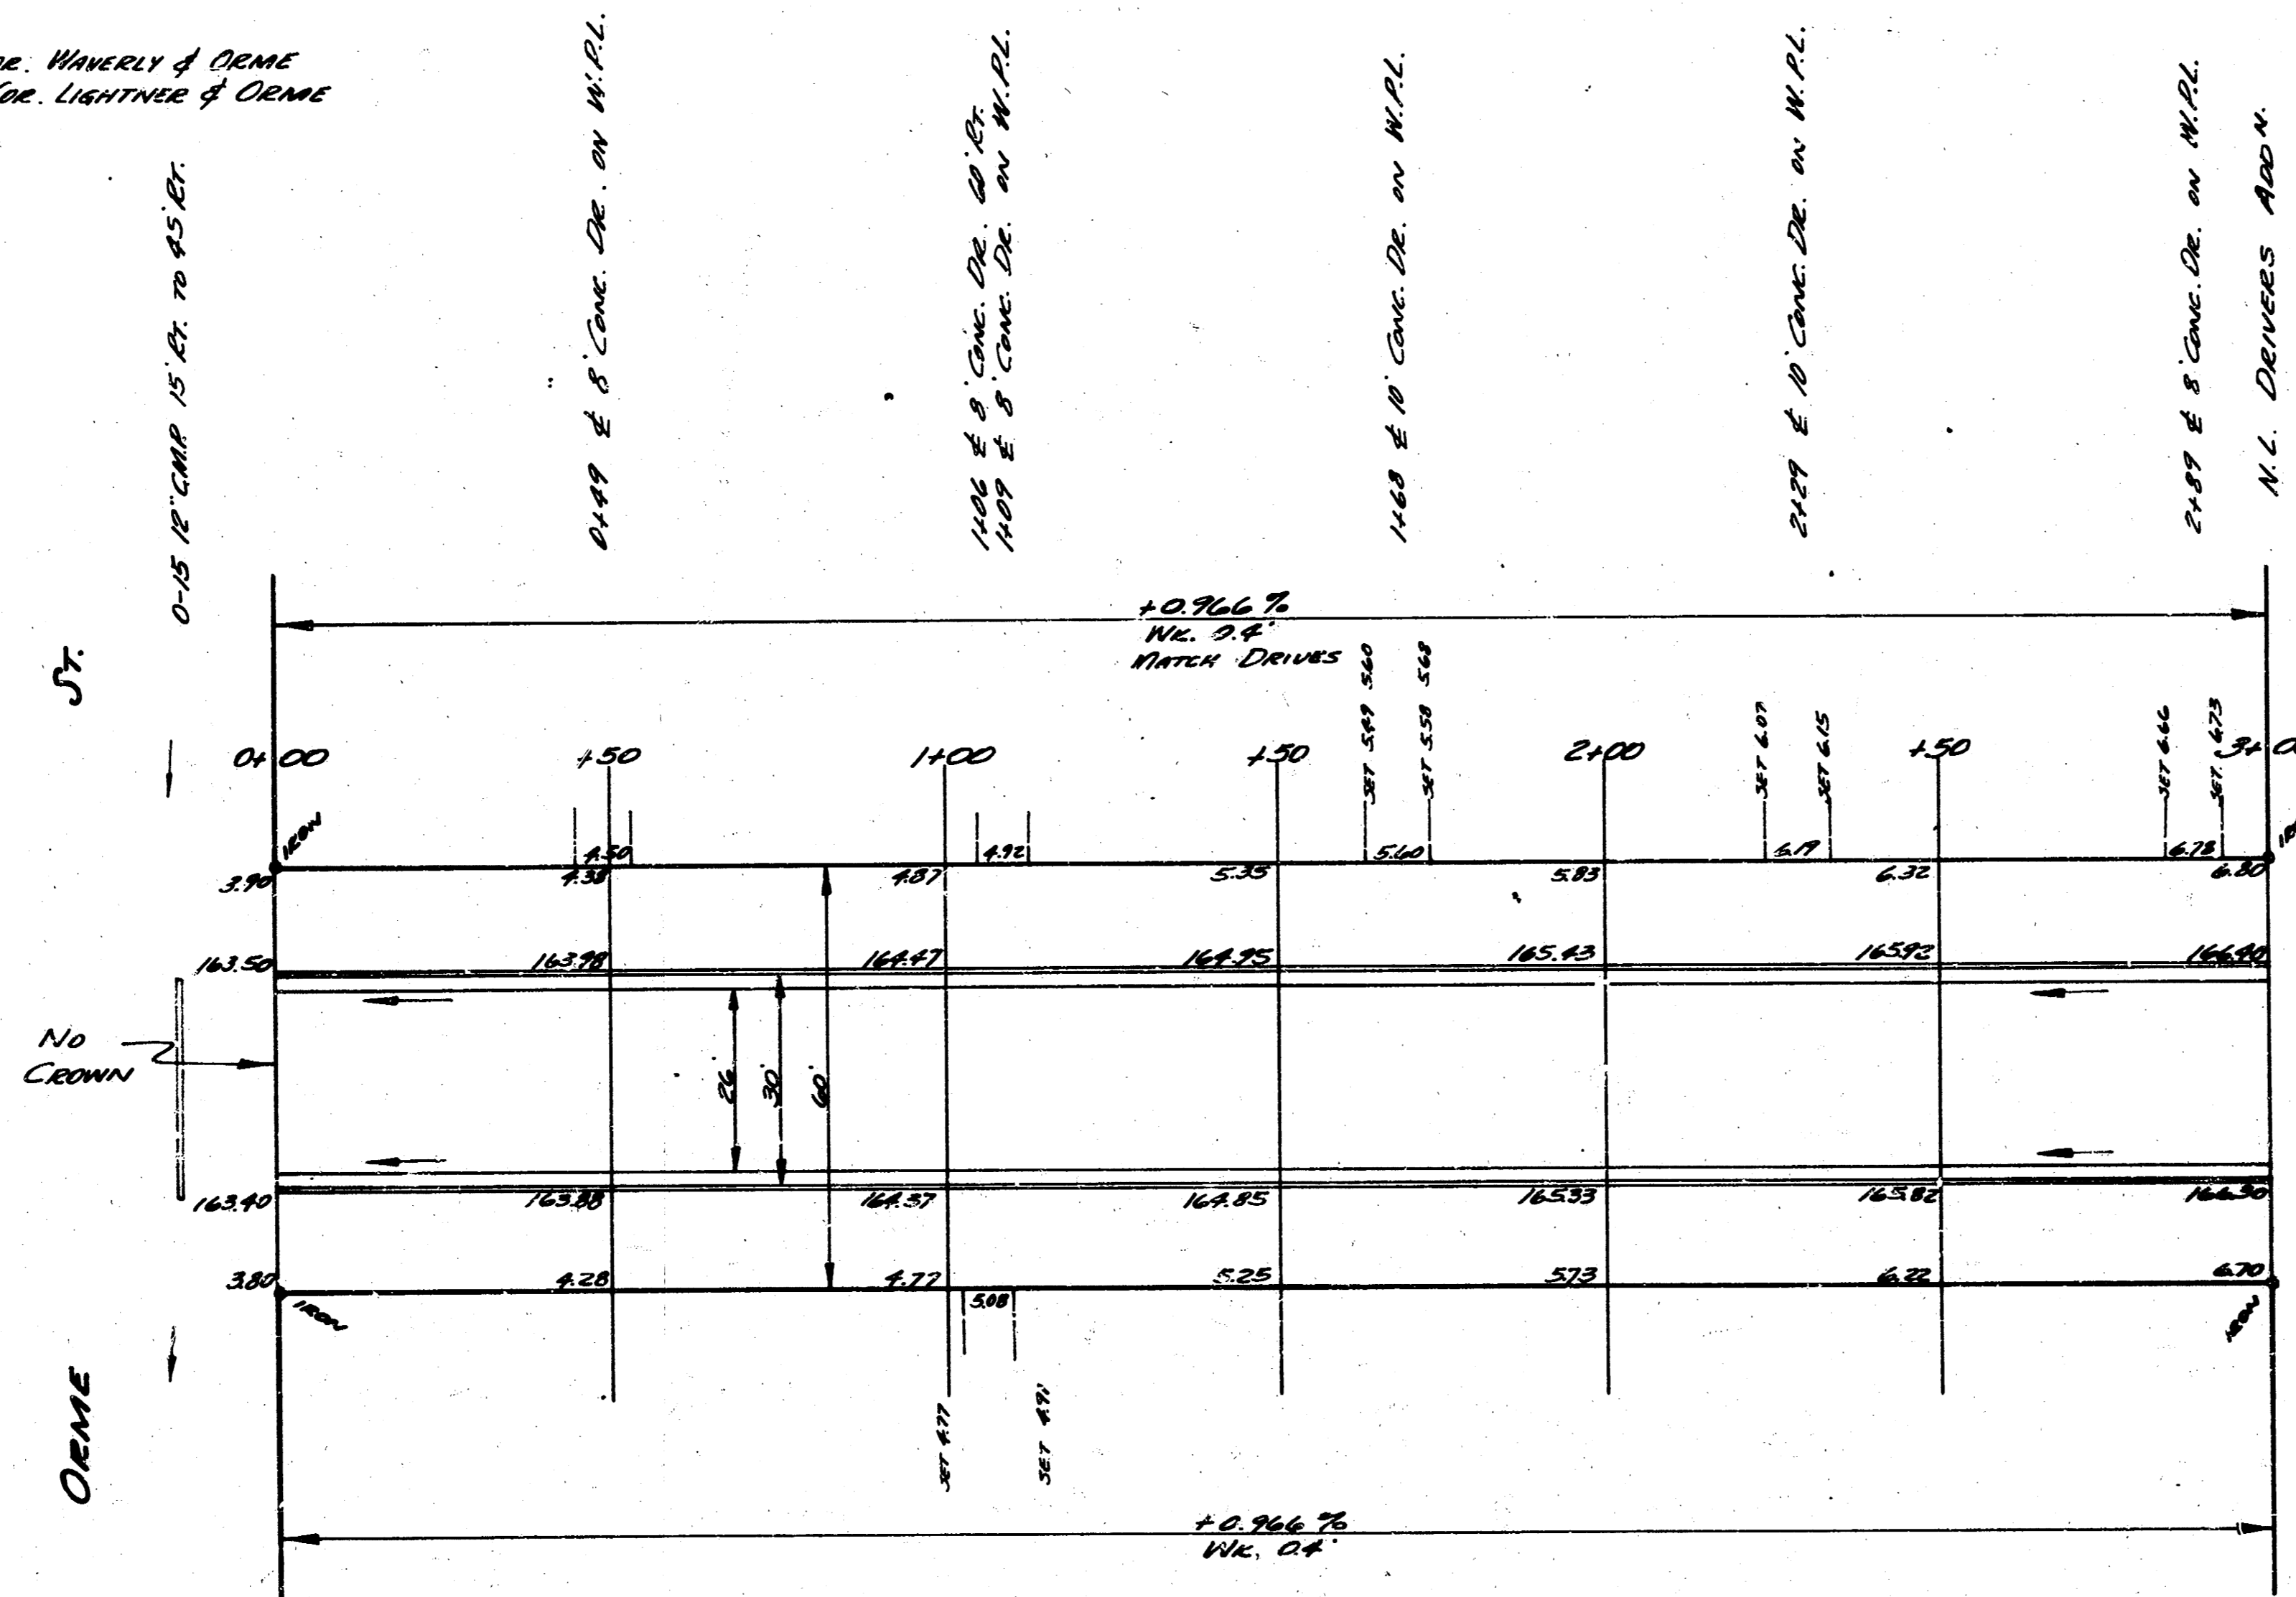 OR. WAVERLY & ORME
COR. LIGHTNER & ORME
0-15 12" C.M.P. 15' RT. TO 45' RT.
0+49 ℄ 8' CONC. DR. ON W.P.L.
1+06 ℄ 8' CONC. DR. 60' RT.
1+09 ℄ 8' CONC. DR. ON W.P.L.
1+68 ℄ 10' CONC. DR. ON W.P.L.
2+29 ℄ 10' CONC. DR. ON W.P.L.
2+89 ℄ 8' CONC. DR. ON W.P.L.
N.L. DRIVERS ADD'N.
+0.966 %
WK. 0.4'
MATCH DRIVES
ORME ST.
0+00 +50 1+00 +50 2+00 +50 3+0
SET 5.49 5.60
SET 5.58 5.68
SET 6.07
SET 6.15
SET 6.66
SET 6.73
IRON
4.50 4.92 5.60 6.19 6.78
3.90 4.38 4.87 5.35 5.83 6.32 6.80
163.50 163.98 164.47 164.95 165.43 165.92 166.40
NO
CROWN
26' 30' 60'
163.40 163.88 164.37 164.85 165.33 165.82 166.30
3.80 4.28 4.77 5.25 5.73 6.22 6.70
IRON 5.08 IRON
SET 4.77
SET 4.91
+0.966 %
WK. 0.4'